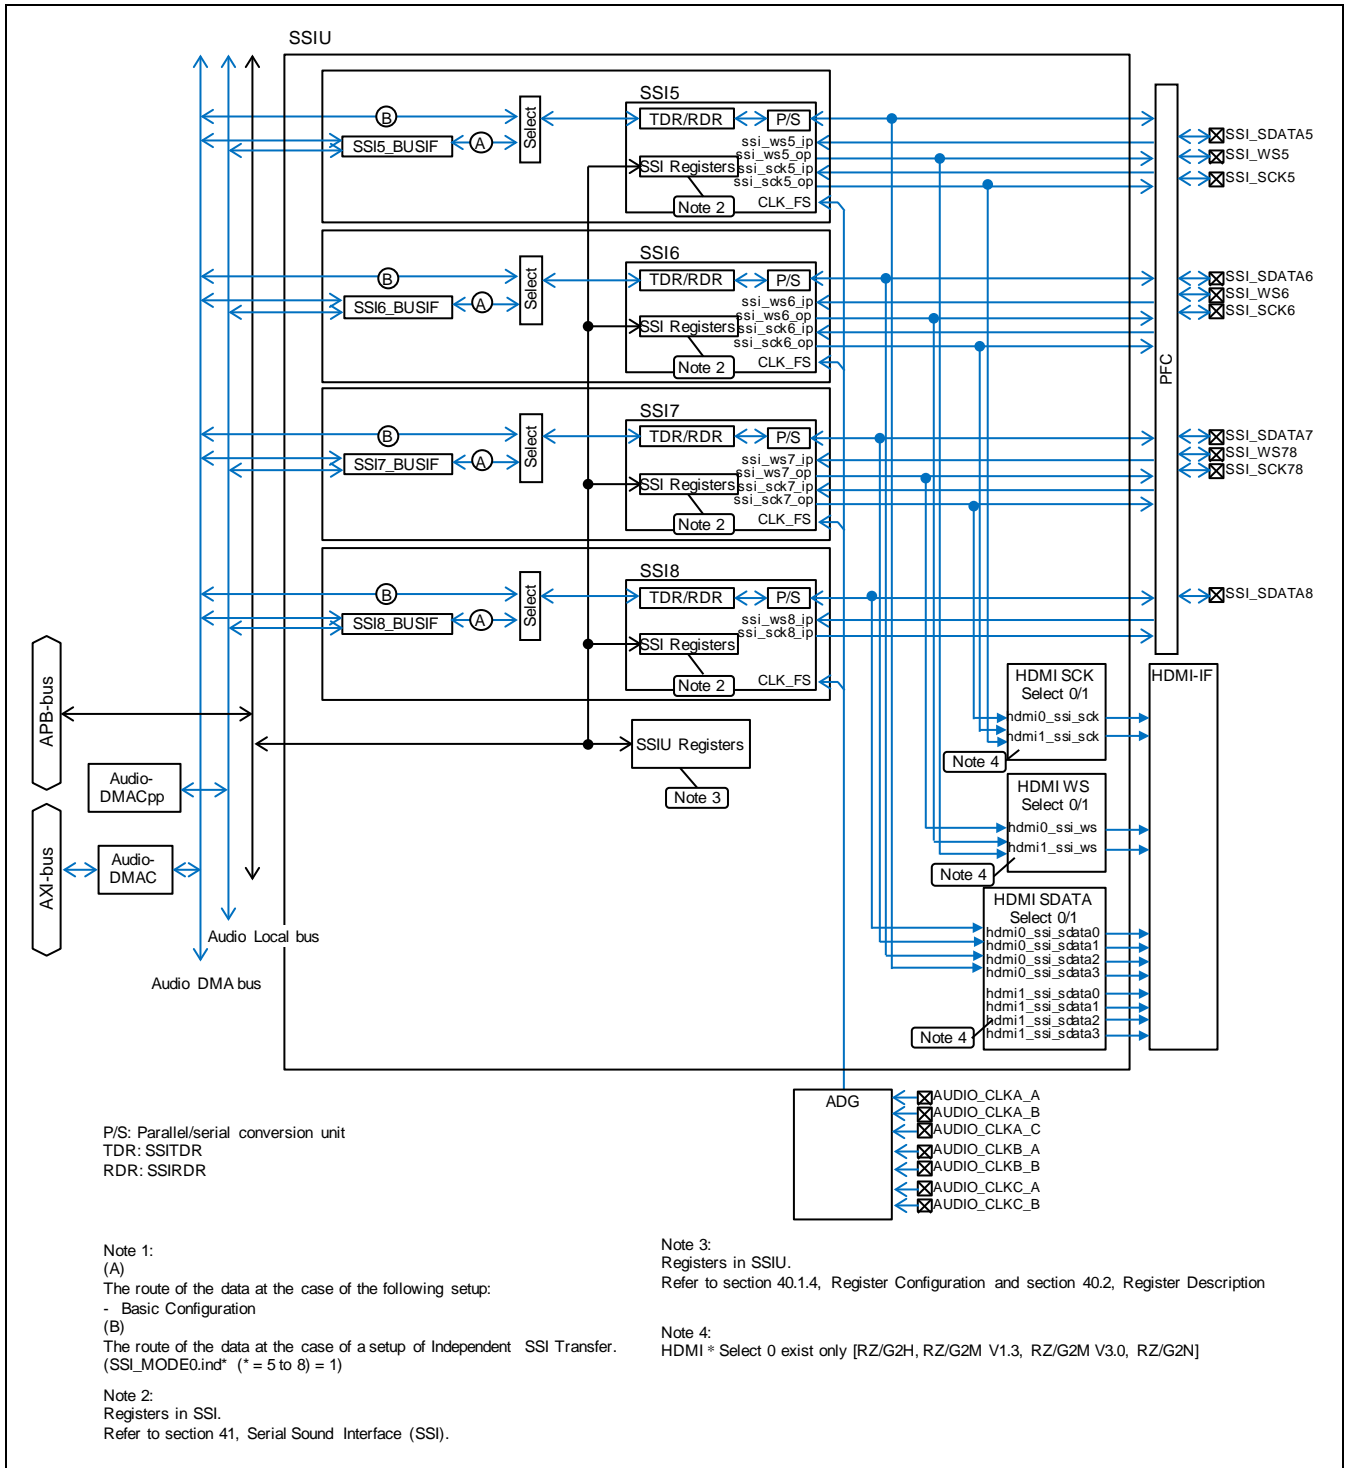 SSIU
SSI5
B
Select
TDR/RDR
P/S
SSI5_BUSIF
A
ssi_ws5_ip
ssi_ws5_op
SSI Registers
ssi_sck5_ip
ssi_sck5_op
Note 2
CLK_FS
SSI_SDATA5
SSI_WS5
SSI_SCK5
SSI6
B
Select
TDR/RDR
P/S
SSI6_BUSIF
A
ssi_ws6_ip
ssi_ws6_op
SSI Registers
ssi_sck6_ip
ssi_sck6_op
Note 2
CLK_FS
SSI_SDATA6
SSI_WS6
SSI_SCK6
PFC
SSI7
B
Select
TDR/RDR
P/S
SSI7_BUSIF
A
ssi_ws7_ip
ssi_ws7_op
SSI Registers
ssi_sck7_ip
ssi_sck7_op
Note 2
CLK_FS
SSI_SDATA7
SSI_WS78
SSI_SCK78
SSI8
B
Select
TDR/RDR
P/S
SSI8_BUSIF
A
ssi_ws8_ip
ssi_sck8_ip
SSI Registers
Note 2
CLK_FS
SSI_SDATA8
APB-bus
SSIU Registers
Note 3
HDMI SCK
Select 0/1
hdmi0_ssi_sck
hdmi1_ssi_sck
Note 4
HDMI-IF
Audio-
DMACpp
HDMI WS
Select 0/1
hdmi0_ssi_ws
hdmi1_ssi_ws
Note 4
AXI-bus
Audio-
DMAC
HDMI SDATA
Select 0/1
hdmi0_ssi_sdata0
hdmi0_ssi_sdata1
hdmi0_ssi_sdata2
hdmi0_ssi_sdata3
hdmi1_ssi_sdata0
hdmi1_ssi_sdata1
hdmi1_ssi_sdata2
hdmi1_ssi_sdata3
Note 4
Audio Local bus
Audio DMA bus
ADG
AUDIO_CLKA_A
AUDIO_CLKA_B
AUDIO_CLKA_C
AUDIO_CLKB_A
AUDIO_CLKB_B
AUDIO_CLKC_A
AUDIO_CLKC_B
P/S: Parallel/serial conversion unit
TDR: SSITDR
RDR: SSIRDR
Note 1:
(A)
The route of the data at the case of the following setup:
- Basic Configuration
(B)
The route of the data at the case of a setup of Independent SSI Transfer.
(SSI_MODE0.ind* (* = 5 to 8) = 1)
Note 2:
Registers in SSI.
Refer to section 41, Serial Sound Interface (SSI).
Note 3:
Registers in SSIU.
Refer to section 40.1.4, Register Configuration and section 40.2, Register Description
Note 4:
HDMI * Select 0 exist only [RZ/G2H, RZ/G2M V1.3, RZ/G2M V3.0, RZ/G2N]